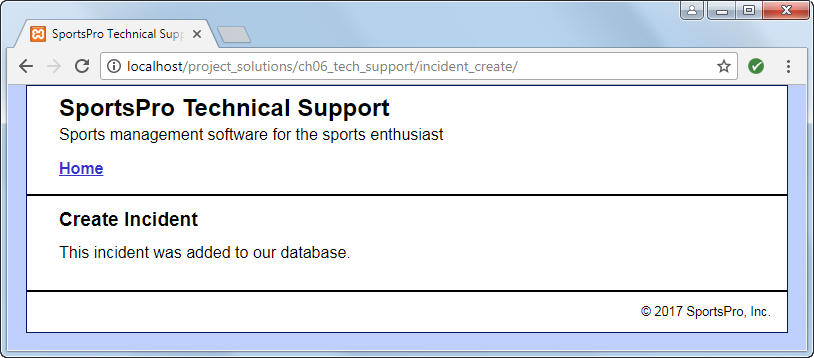 SportsPro Technical Supp
localhost/project_solutions/ch06_tech_support/incident_create/
SportsPro Technical Support
Sports management software for the sports enthusiast
Home
Create Incident
This incident was added to our database.
© 2017 SportsPro, Inc.